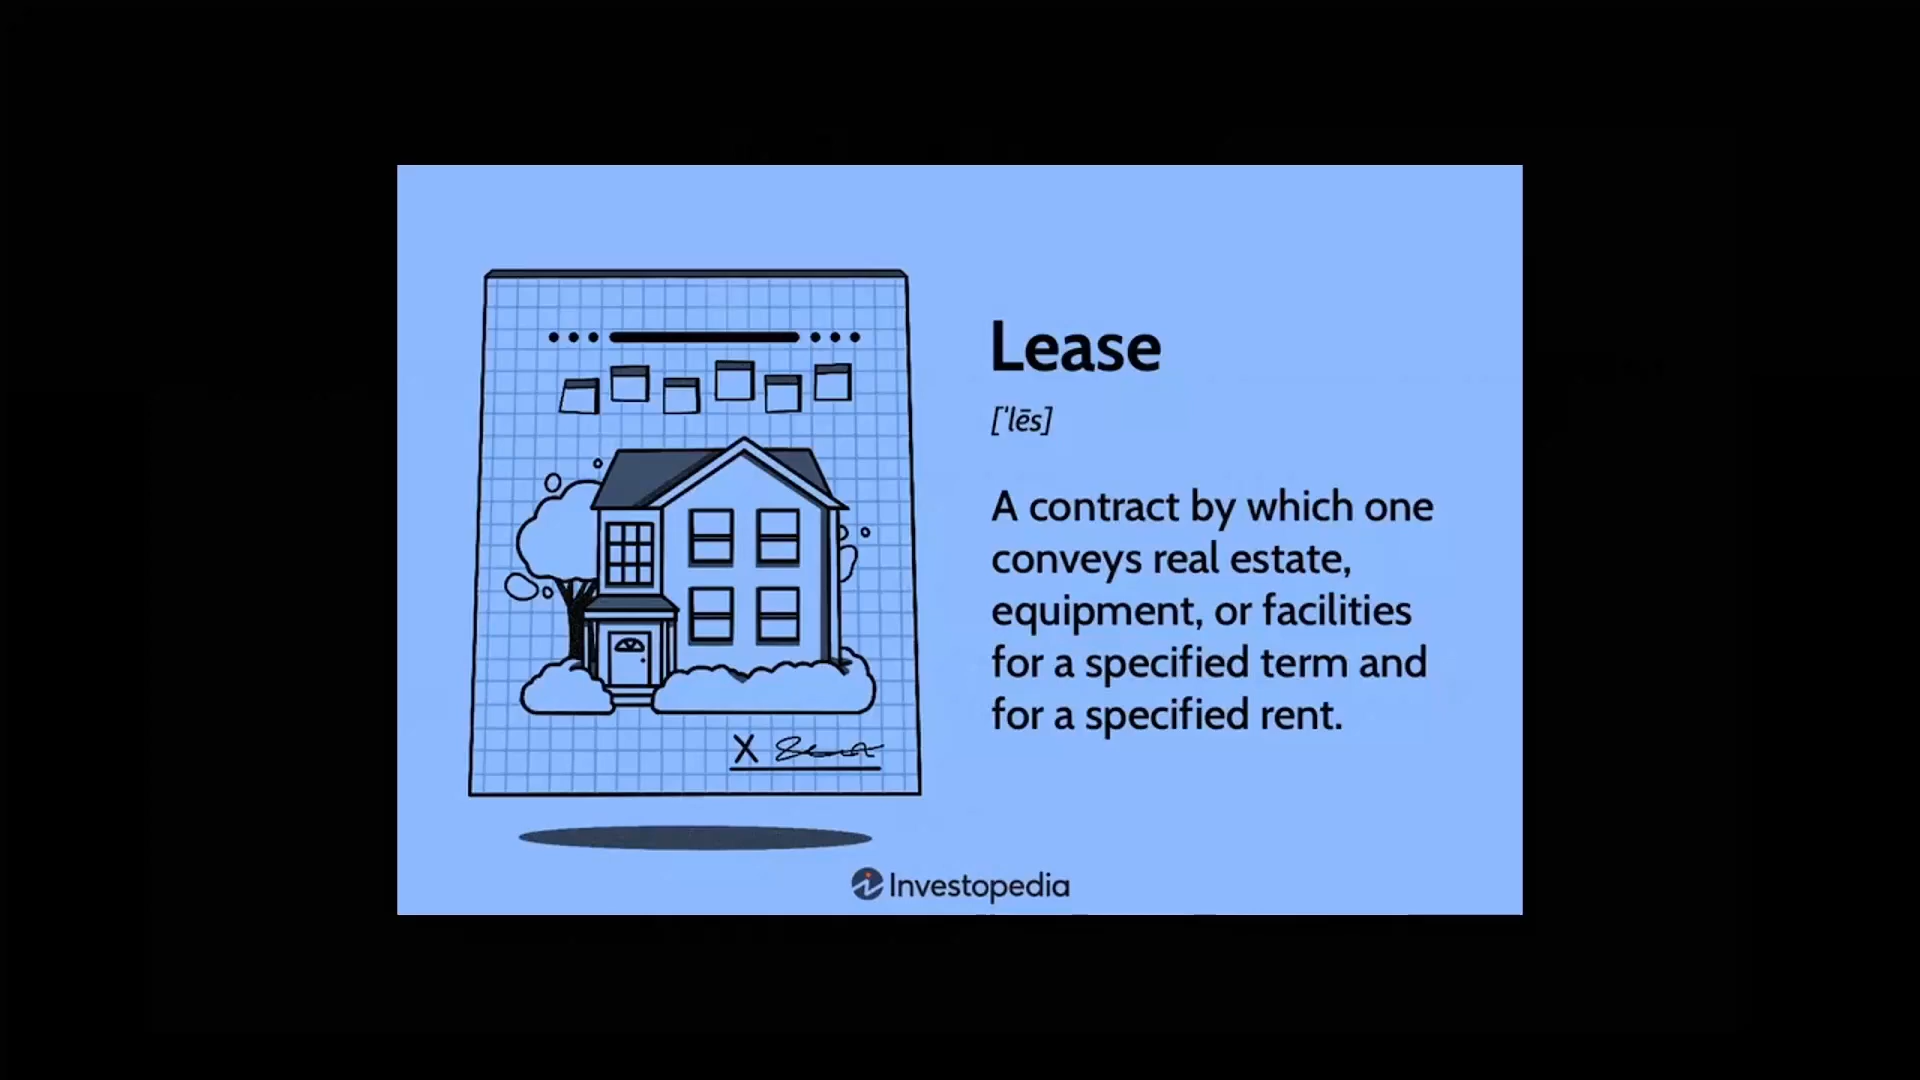 Lease
['lēs]
A contract by which one
conveys real estate,
equipment, or facilities
for a specified term and
for a specified rent.
X
Investopedia